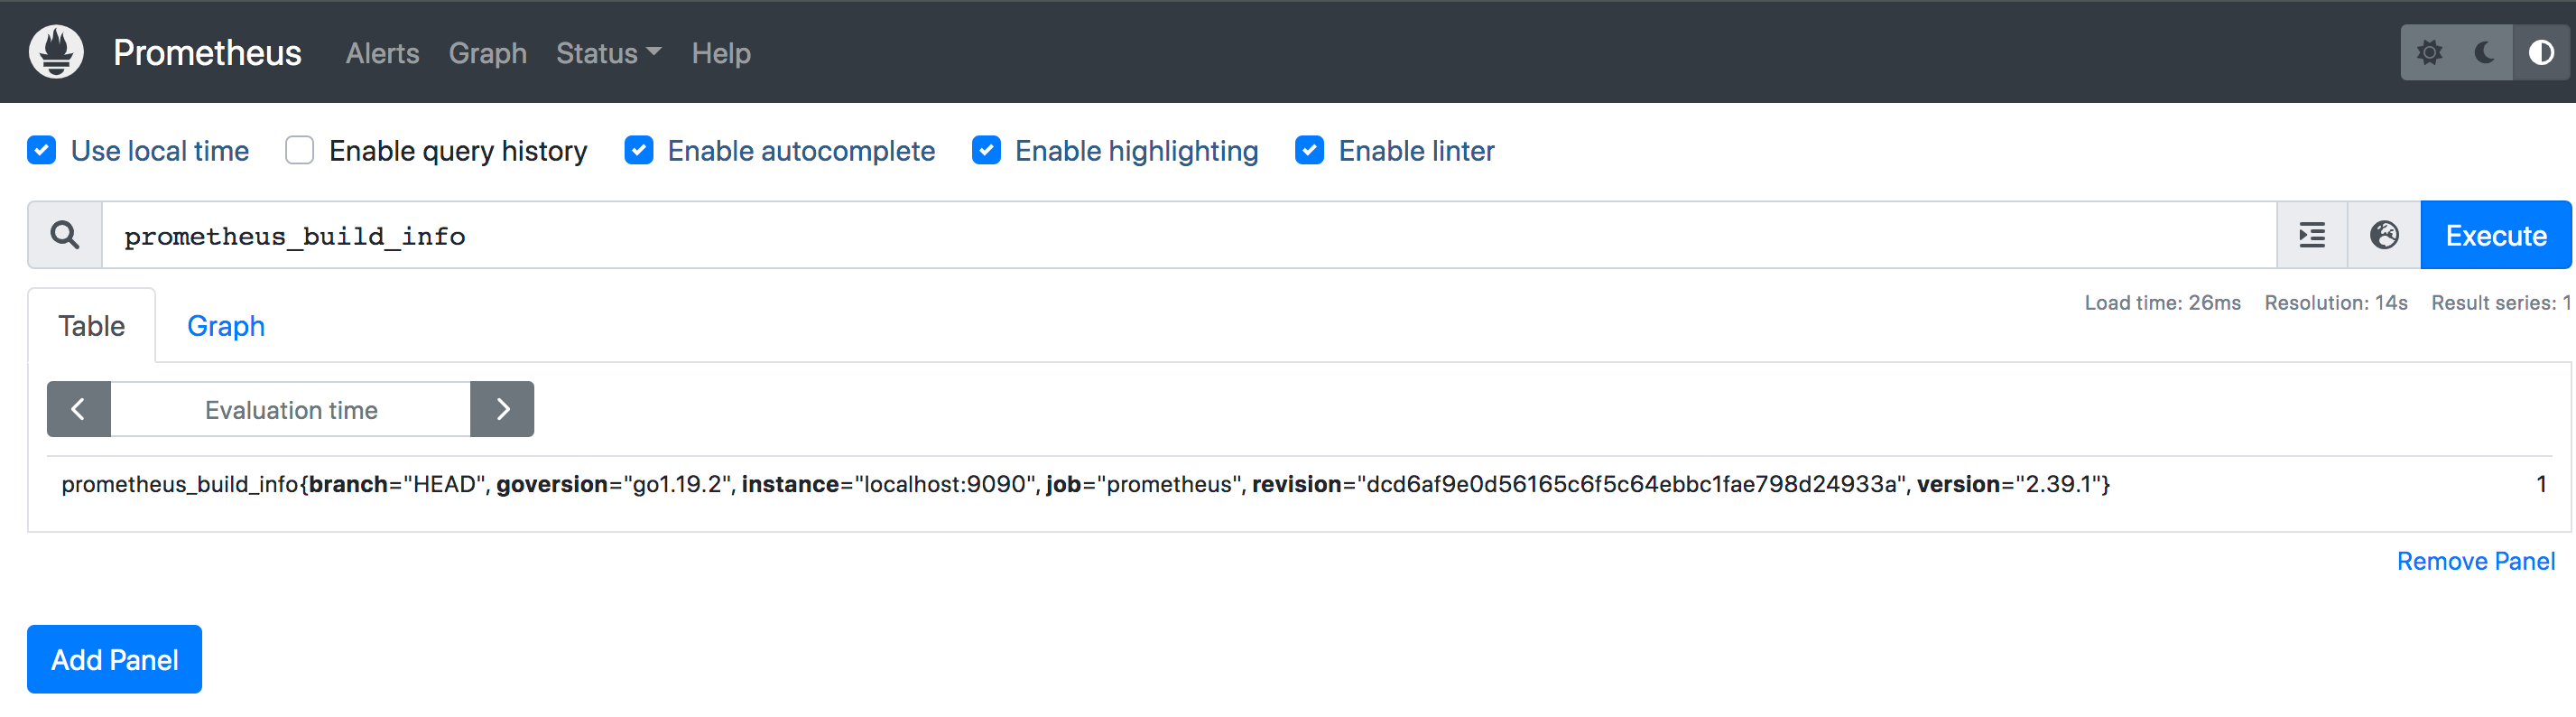 Prometheus Alerts Graph Status Help
Use local time Enable query history Enable autocomplete Enable highlighting Enable linter
prometheus_build_info Execute
Table Graph Load time: 26ms Resolution: 14s Result series: 1
Evaluation time
prometheus_build_info{branch="HEAD", goversion="go1.19.2", instance="localhost:9090", job="prometheus", revision="dcd6af9e0d56165c6f5c64ebbc1fae798d24933a", version="2.39.1"} 1
Remove Panel
Add Panel